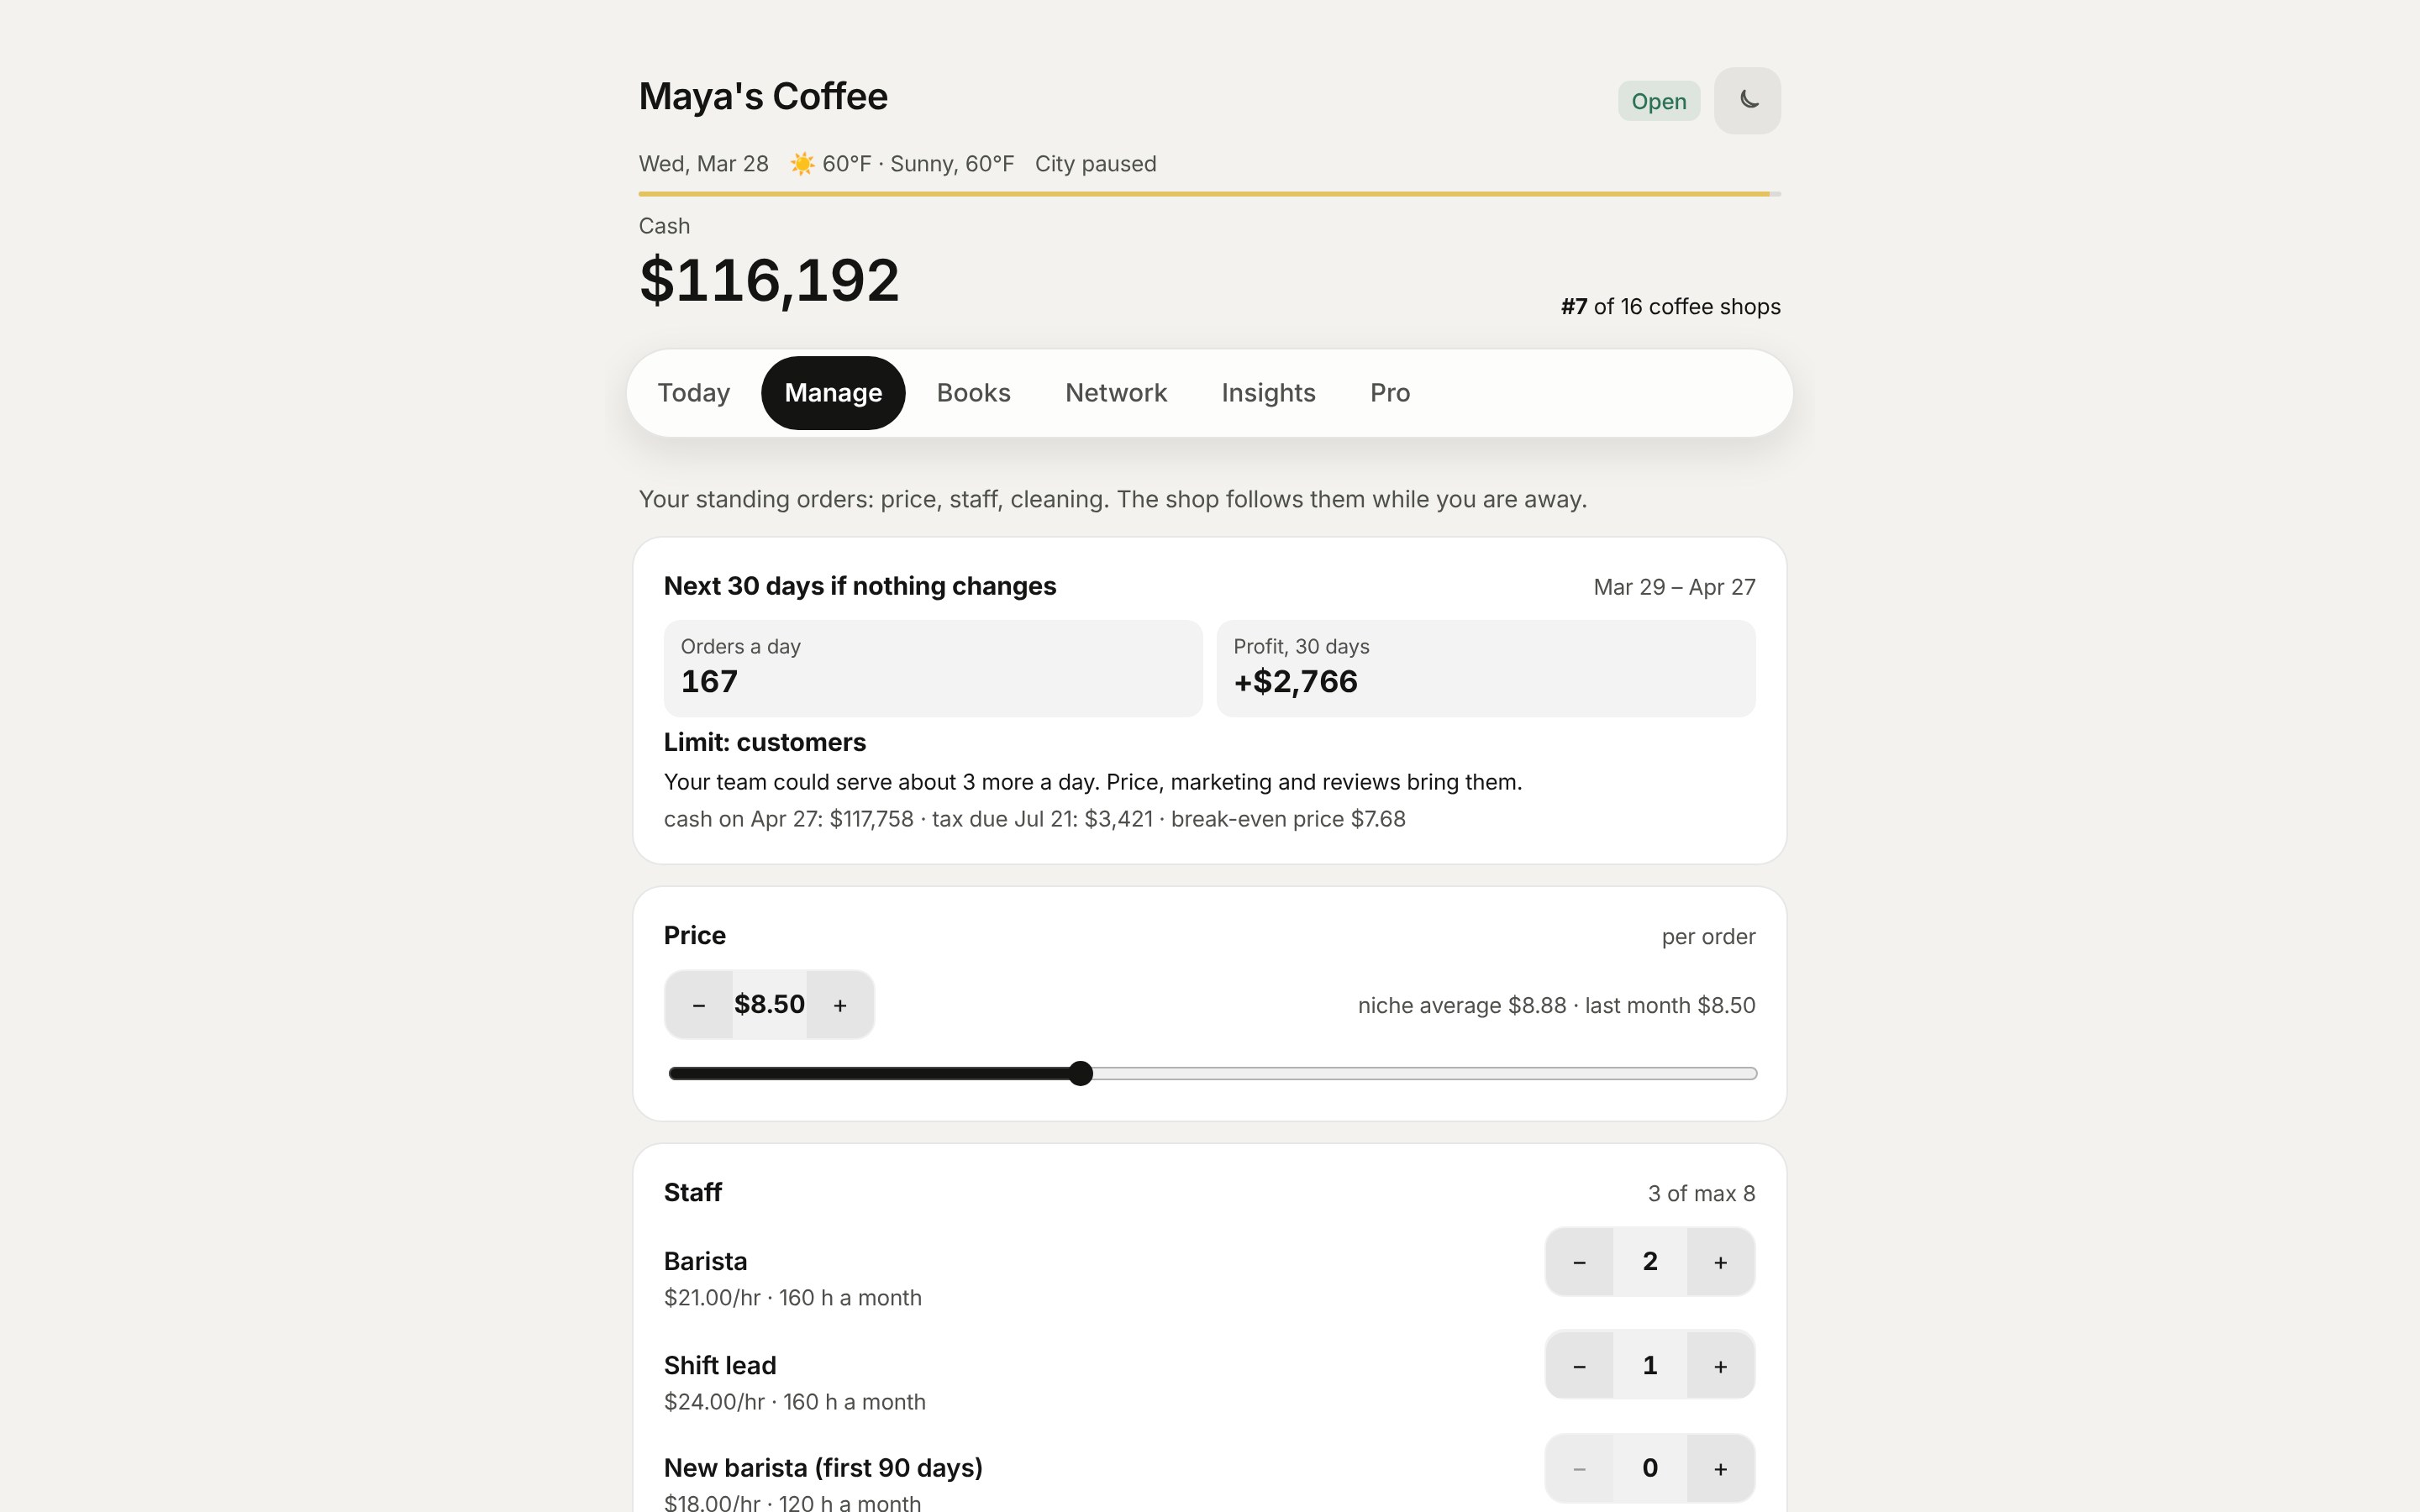 Maya's Coffee
Open
Wed, Mar 28 ☀️ 60°F · Sunny, 60°F City paused
Cash
$116,192
#7 of 16 coffee shops
Today Manage Books Network Insights Pro
Your standing orders: price, staff, cleaning. The shop follows them while you are away.
Next 30 days if nothing changes
Mar 29 – Apr 27
Orders a day
167
Profit, 30 days
+$2,766
Limit: customers
Your team could serve about 3 more a day. Price, marketing and reviews bring them.
cash on Apr 27: $117,758 · tax due Jul 21: $3,421 · break-even price $7.68
Price
per order
− $8.50 +
niche average $8.88 · last month $8.50
Staff
3 of max 8
Barista
− 2 +
$21.00/hr · 160 h a month
Shift lead
− 1 +
$24.00/hr · 160 h a month
New barista (first 90 days)
− 0 +
$18.00/hr · 120 h a month